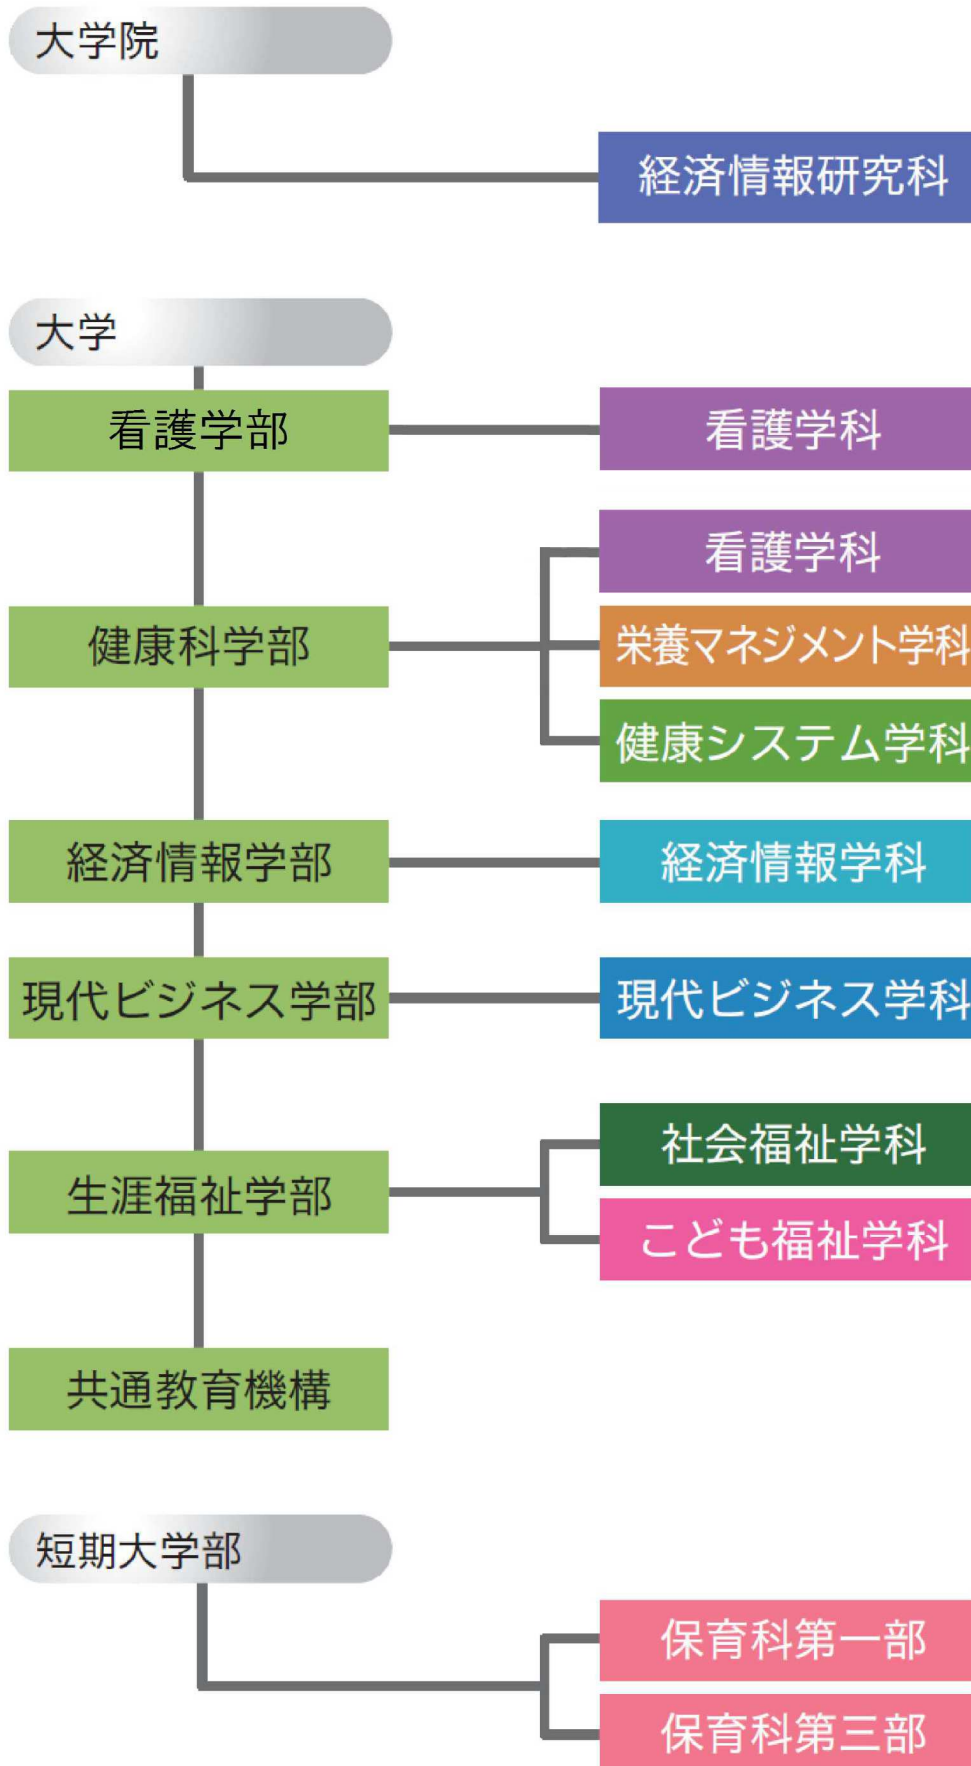 大学院
経済情報研究科
大学
看護学部
看護学科
健康科学部
看護学科
栄養マネジメント学科
健康システム学科
経済情報学部
経済情報学科
現代ビジネス学部
現代ビジネス学科
生涯福祉学部
社会福祉学科
こども福祉学科
共通教育機構
短期大学部
保育科第一部
保育科第三部